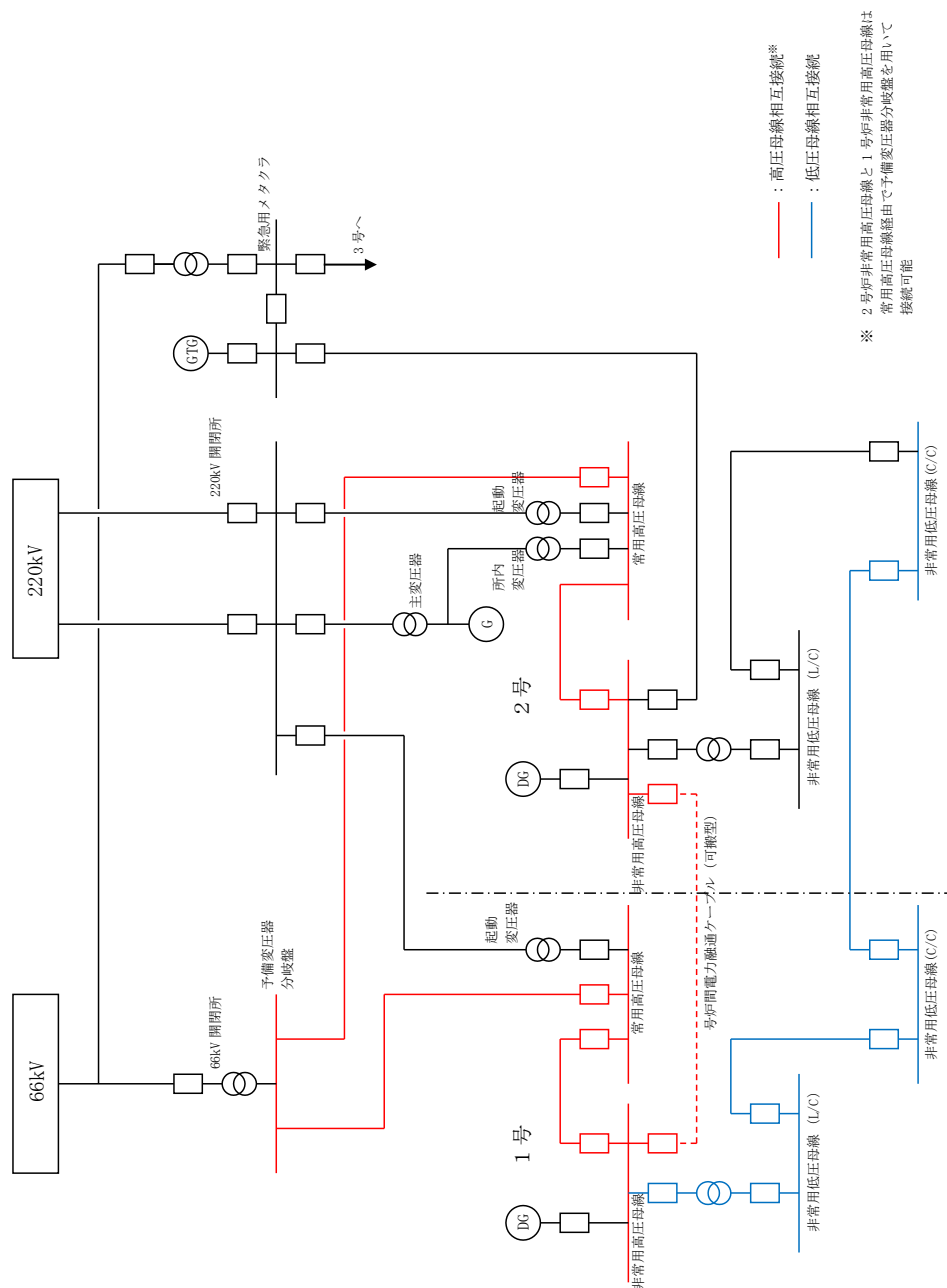 66kV
220kV
66kV 開閉所
予備変圧器
分岐盤
220kV 開閉所
緊急用メタクラ
GTG
3 号へ
主変圧器
G
所内
変圧器
起動
変圧器
常用高圧母線
起動
変圧器
常用高圧母線
1 号
2 号
DG
DG
非常用高圧母線
非常用高圧母線
号炉間電力融通ケーブル (可搬型)
非常用低圧母線 (L/C)
非常用低圧母線 (L/C)
非常用低圧母線(C/C)
非常用低圧母線(C/C)
：高圧母線相互接続※
：低圧母線相互接続
※ 2 号炉非常用高圧母線と 1 号炉非常用高圧母線は
常用高圧母線経由で予備変圧器分岐盤を用いて
接続可能